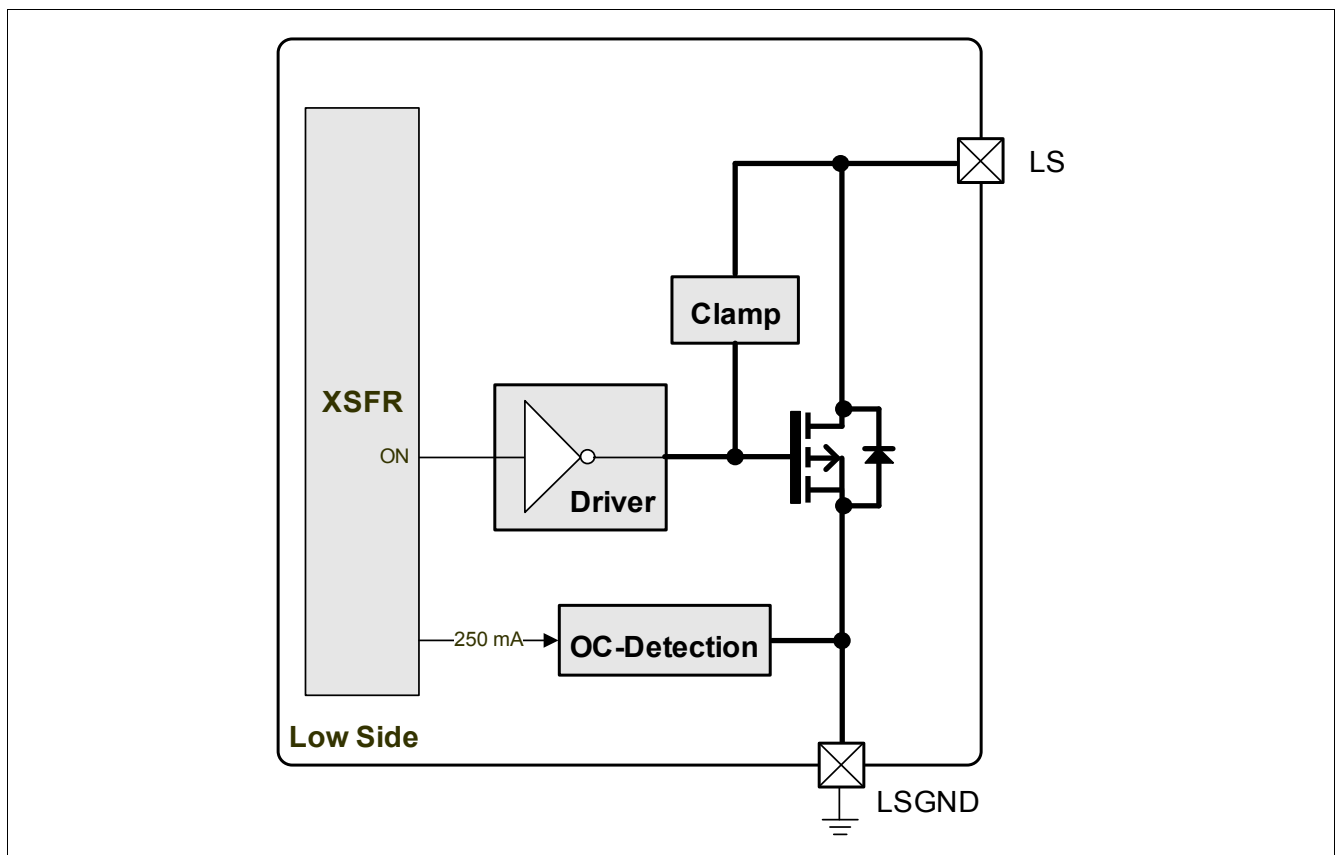 LS
Clamp
XSFR
ON
Driver
250 mA
OC-Detection
Low Side
LSGND